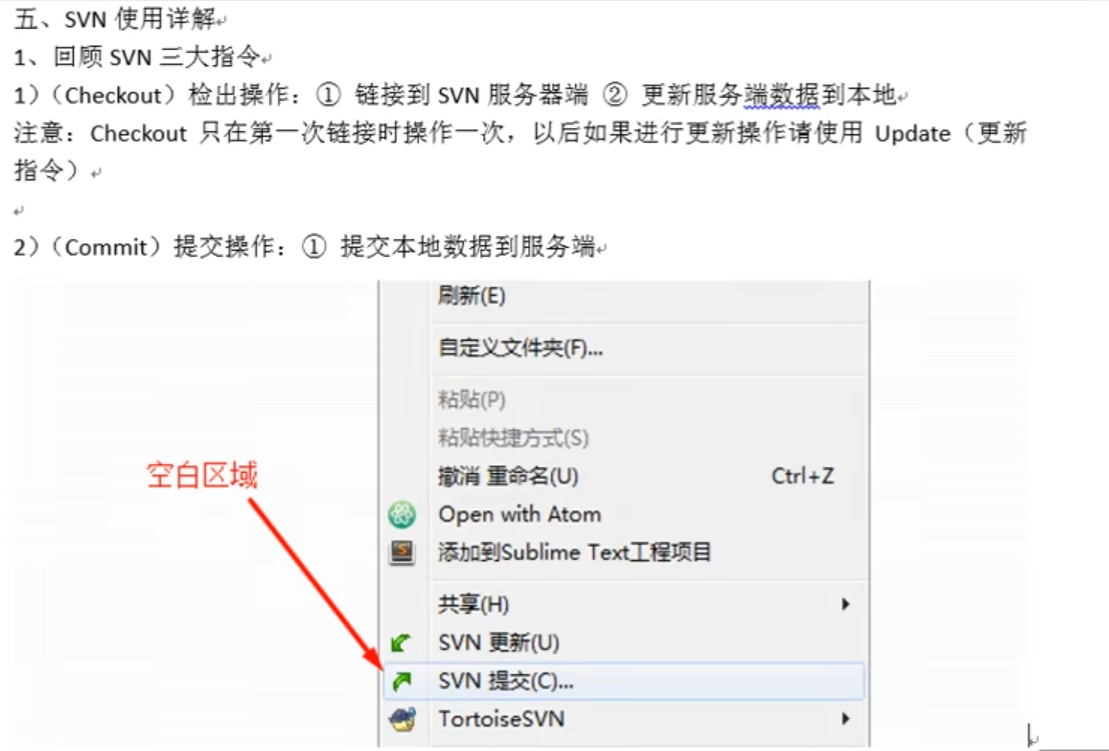 五、SVN 使用详解
1、回顾 SVN 三大指令
1）（Checkout）检出操作：① 链接到 SVN 服务器端 ② 更新服务端数据到本地
注意：Checkout 只在第一次链接时操作一次，以后如果进行更新操作请使用 Update（更新
指令）
2）（Commit）提交操作：① 提交本地数据到服务端
刷新(E)
自定义文件夹(F)...
粘贴(P)
粘贴快捷方式(S)
空白区域
撤消 重命名(U) Ctrl+Z
Open with Atom
添加到Sublime Text工程项目
共享(H)
SVN 更新(U)
SVN 提交(C)...
TortoiseSVN